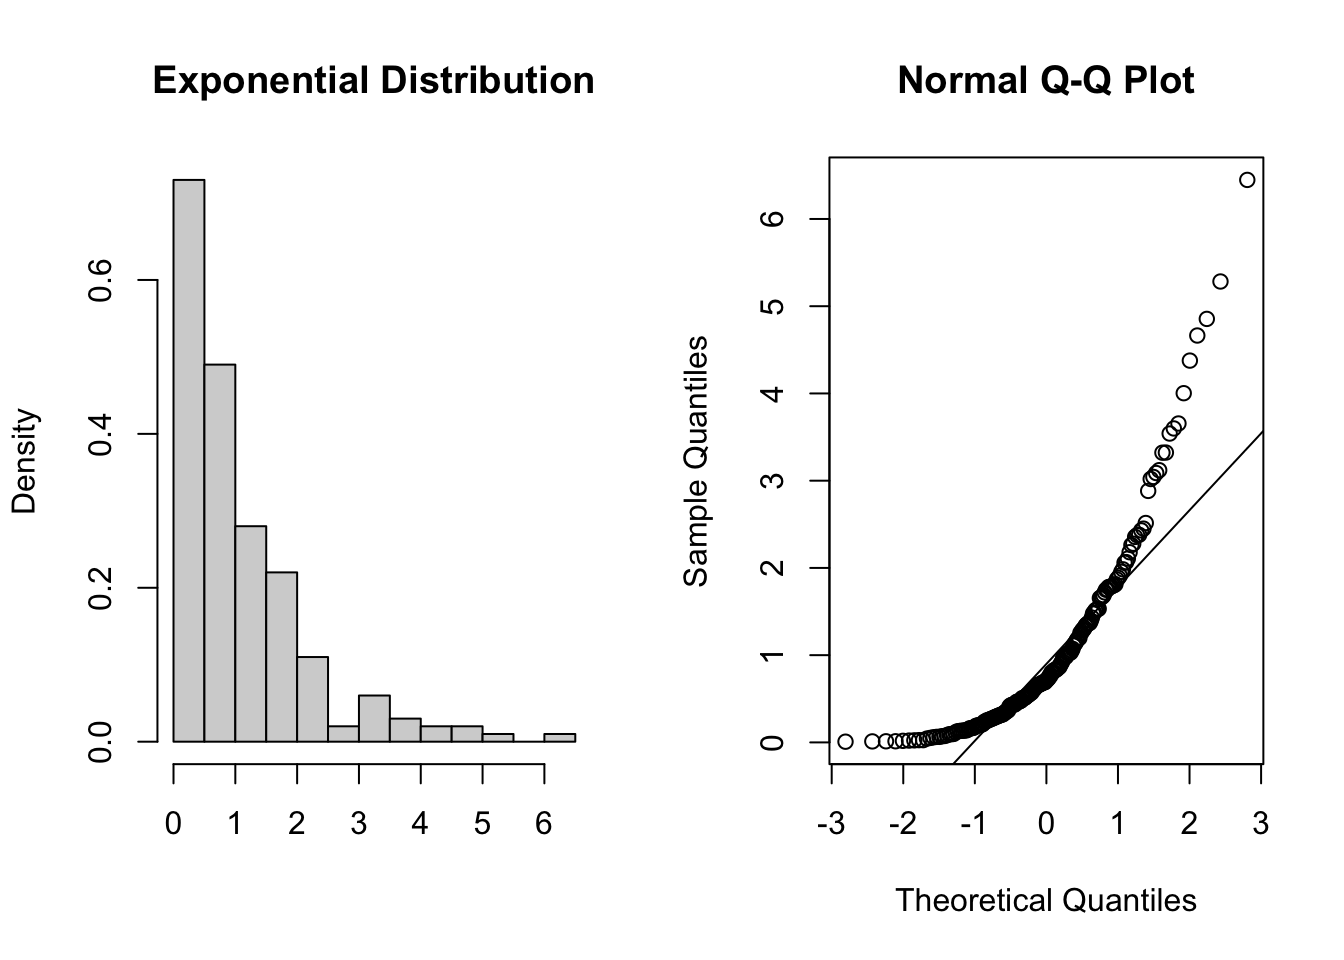 Exponential Distribution
Density
0.0 0.2 0.4 0.6
0 1 2 3 4 5 6
Normal Q-Q Plot
Sample Quantiles
0 1 2 3 4 5 6
-3 -2 -1 0 1 2 3
Theoretical Quantiles